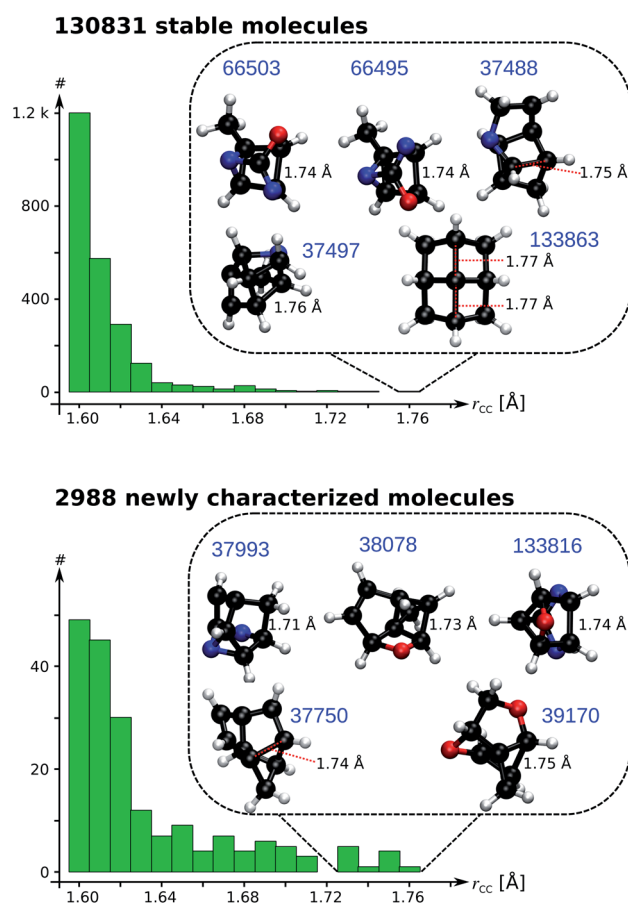 130831 stable molecules
#
66503 66495 37488
1.2 k
800
400
0
1.74 Å 1.74 Å 1.75 Å
37497 133863
1.76 Å 1.77 Å
1.77 Å
1.60 1.64 1.68 1.72 1.76 rCC [Å]
2988 newly characterized molecules
#
37993 38078 133816
40
20
0
1.71 Å 1.73 Å 1.74 Å
37750 39170
1.74 Å 1.75 Å
1.60 1.64 1.68 1.72 1.76 rCC [Å]